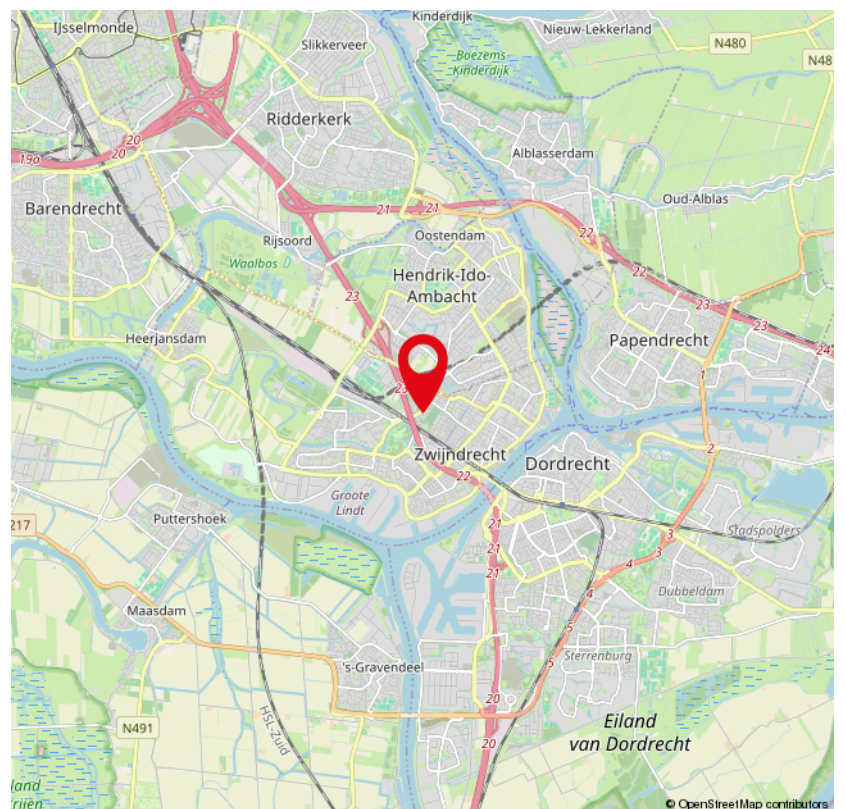 Kinderdijk
IJsselmonde
Nieuw-Lekkerland
Slikkerveer
N480
Boezems
Kinderdijk
N48
Ridderkerk
20
20
19a
Alblasserdam
Barendrecht
21
21
Oud-Alblas
Rijsoord
Oostendam
22
Waalbos
22
Hendrik-Ido-
Ambacht
23
23
23
Heerjansdam
Papendrecht
24
1
23
2
Zwijndrecht
Dordrecht
22
Groote
Lindt
217
Puttershoek
21
21
21
Stadspolders
3
3
4
4
Dubbeldam
Maasdam
5
Sterrenburg
5
's-Gravendeel
20
20
N491
HSL-Zuid
Eiland
van Dordrecht
land
rijen
© OpenStreetMap contributors